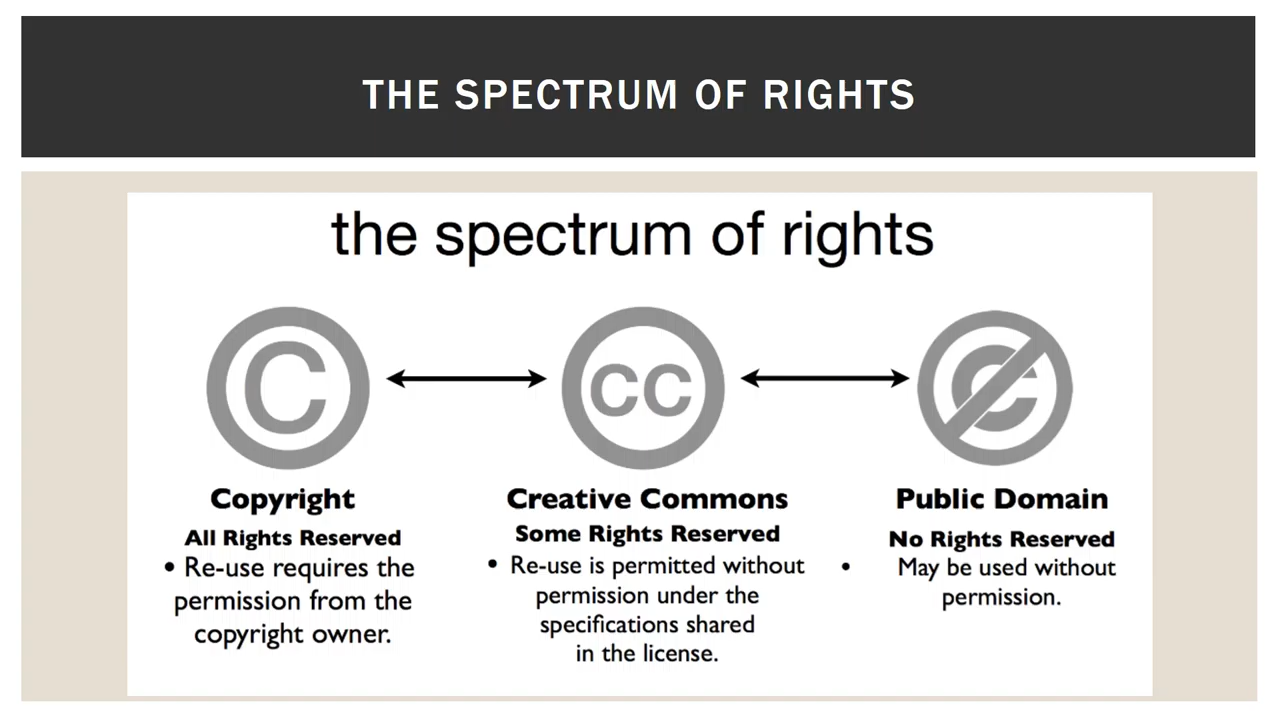 THE SPECTRUM OF RIGHTS
the spectrum of rights
C
CC
C
Copyright
All Rights Reserved
• Re-use requires the
permission from the
copyright owner.
Creative Commons
Some Rights Reserved
• Re-use is permitted without
permission under the
specifications shared
in the license.
Public Domain
No Rights Reserved
• May be used without
permission.